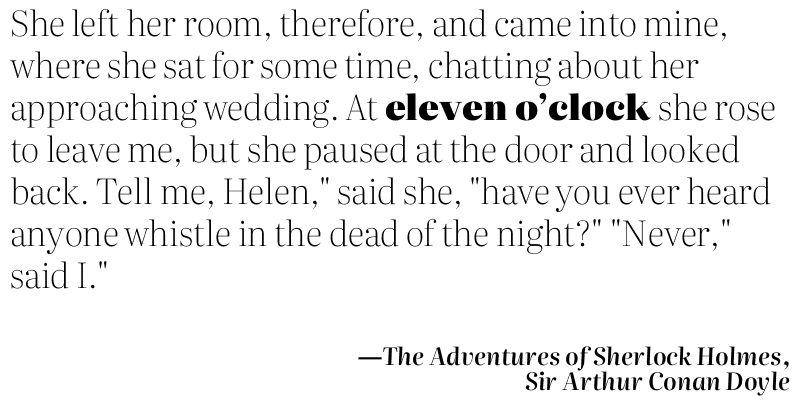 She left her room, therefore, and came into mine,
where she sat for some time, chatting about her
approaching wedding. At eleven o’clock she rose
to leave me, but she paused at the door and looked
back. Tell me, Helen," said she, "have you ever heard
anyone whistle in the dead of the night?" "Never,"
said I."
—The Adventures of Sherlock Holmes,
Sir Arthur Conan Doyle